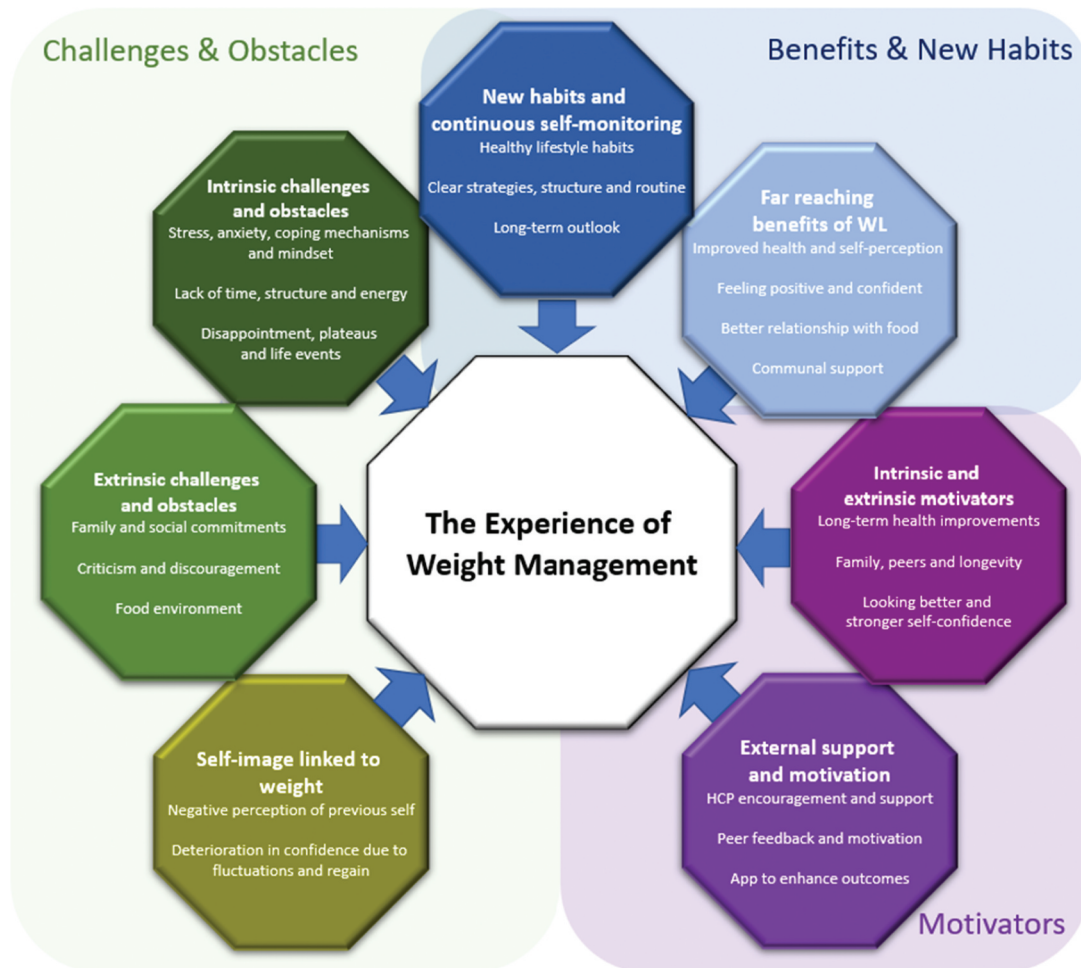 Challenges & Obstacles
Benefits & New Habits
New habits and
continuous self-monitoring
Healthy lifestyle habits
Clear strategies, structure and routine
Long-term outlook
Intrinsic challenges
and obstacles
Stress, anxiety, coping mechanisms
and mindset
Lack of time, structure and energy
Disappointment, plateaus
and life events
Far reaching
benefits of WL
Improved health and self-perception
Feeling positive and confident
Better relationship with food
Communal support
Extrinsic challenges
and obstacles
Family and social commitments
Criticism and discouragement
Food environment
The Experience of
Weight Management
Intrinsic and
extrinsic motivators
Long-term health improvements
Family, peers and longevity
Looking better and
stronger self-confidence
Self-image linked to
weight
Negative perception of previous self
Deterioration in confidence due to
fluctuations and regain
External support
and motivation
HCP encouragement and support
Peer feedback and motivation
App to enhance outcomes
Motivators